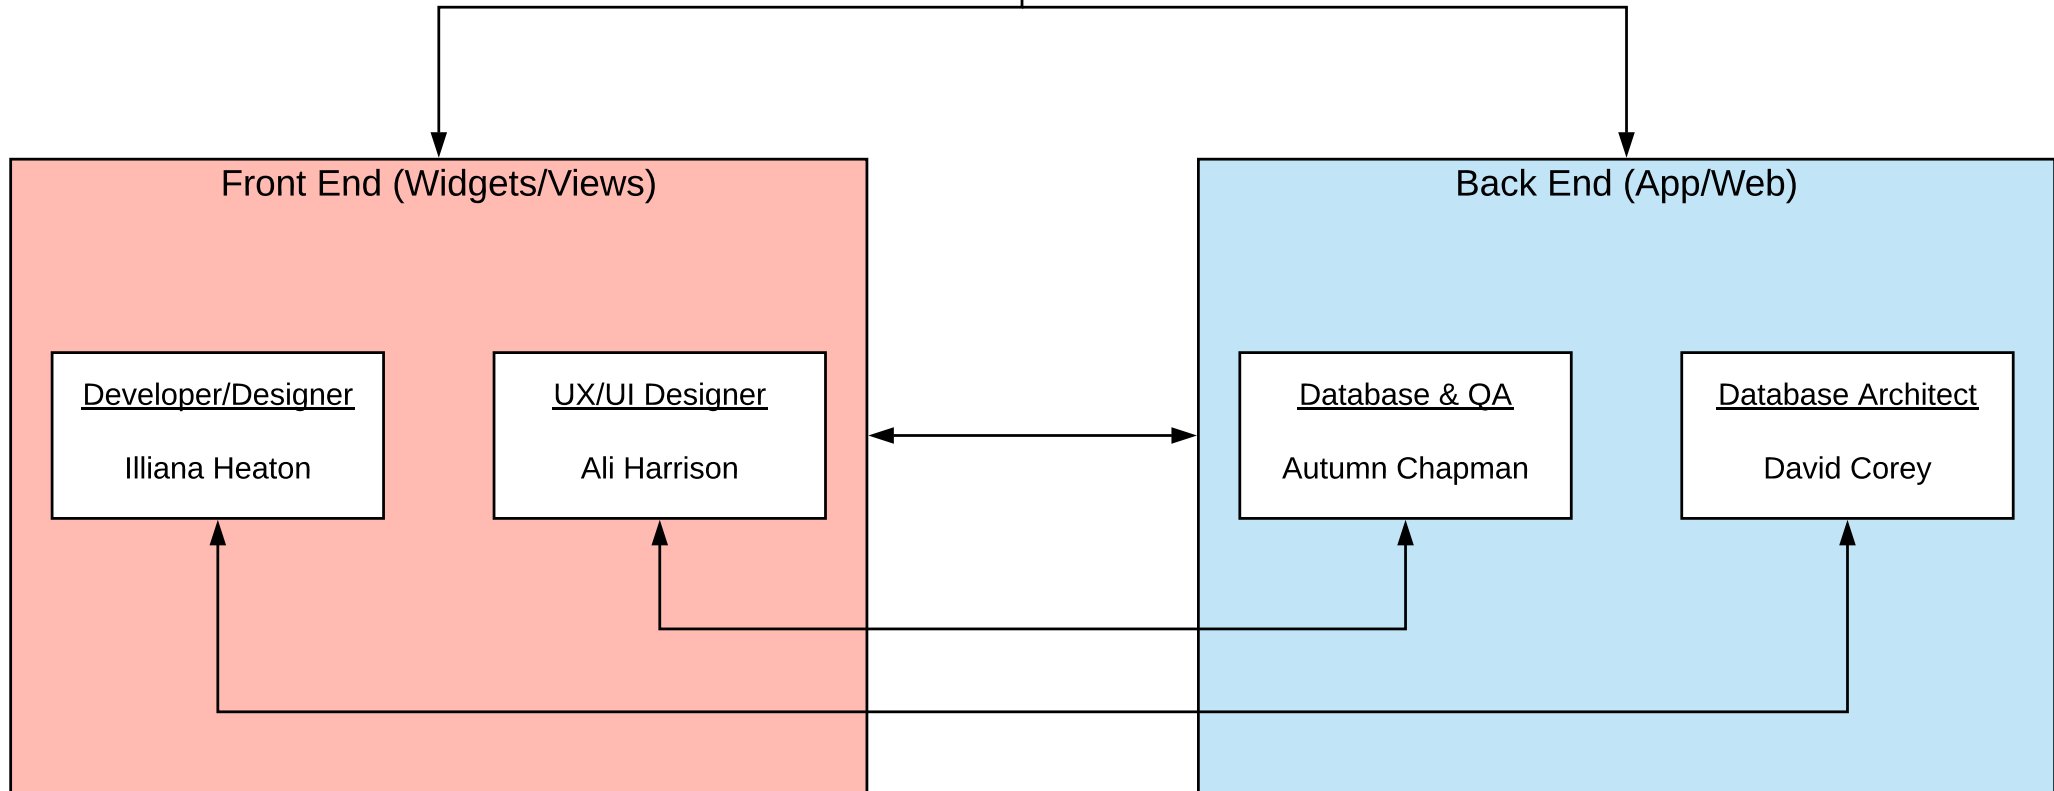 Front End (Widgets/Views)
Back End (App/Web)
Developer/Designer
Illiana Heaton
UX/UI Designer
Ali Harrison
Database & QA
Autumn Chapman
Database Architect
David Corey